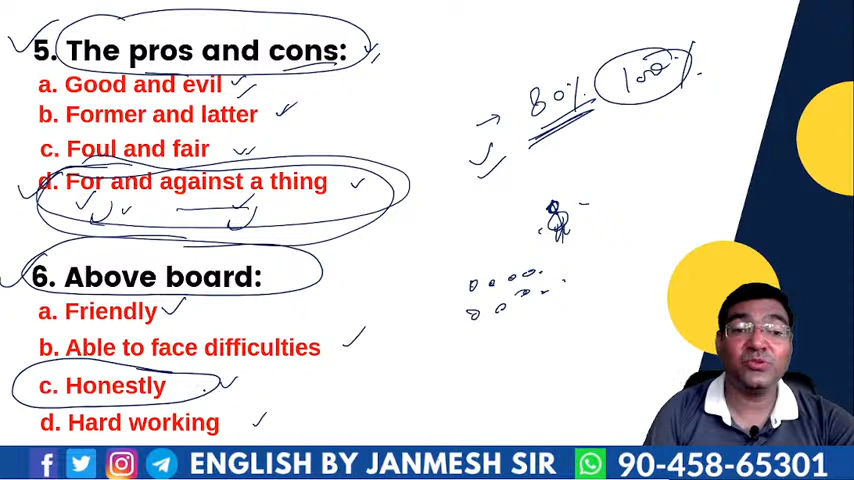 5. The pros and cons:
a. Good and evil
b. Former and latter
c. Foul and fair
d. For and against a thing
80% 100%
6. Above board:
a. Friendly
b. Able to face difficulties
c. Honestly
d. Hard working
ENGLISH BY JANMESH SIR 90-458-65301